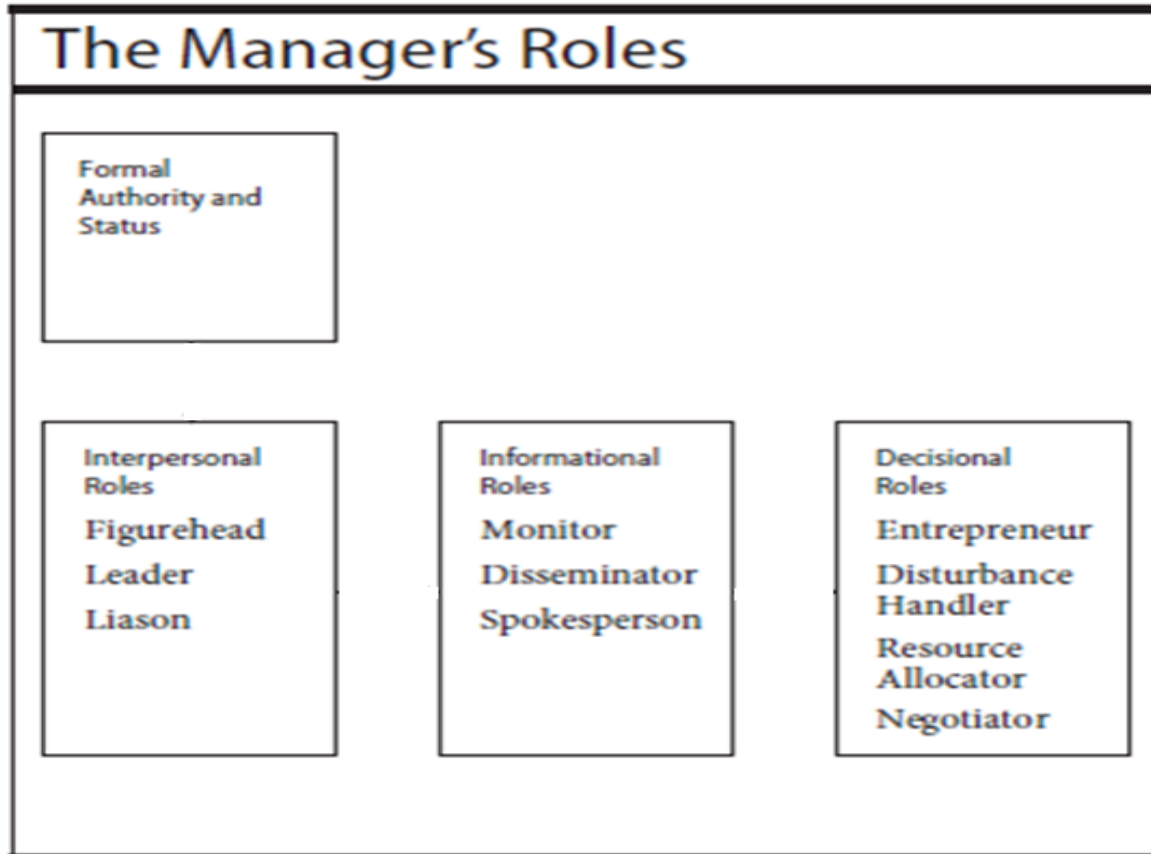 The Manager's Roles
Formal
Authority and
Status
Interpersonal
Roles
Figurehead
Leader
Liason
Informational
Roles
Monitor
Disseminator
Spokesperson
Decisional
Roles
Entrepreneur
Disturbance
Handler
Resource
Allocator
Negotiator